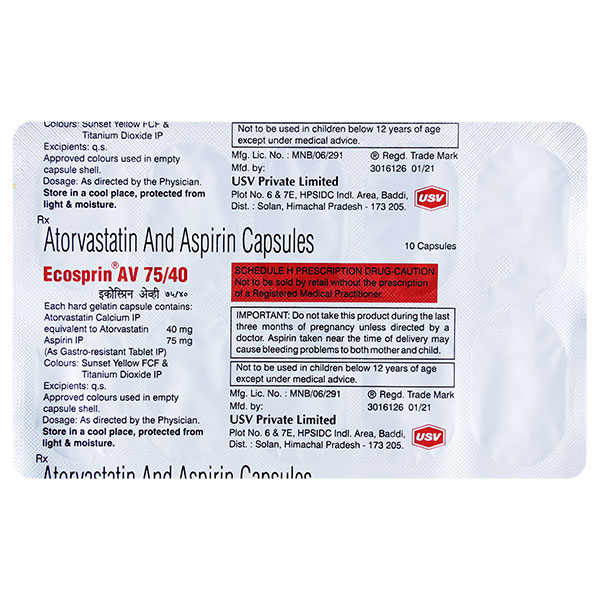 Colours: Sunset Yellow FCF &
Titanium Dioxide IP
Excipients: q.s.
Approved colours used in empty
capsule shell.
Dosage: As directed by the Physician.
Store in a cool place, protected from
light & moisture.
Not to be used in children below 12 years of age
except under medical advice.
Mfg. Lic. No. : MNB/06/291 ® Regd. Trade Mark
Mfd. by: 3016126 01/21
USV Private Limited
Plot No. 6 & 7E, HPSIDC Indl. Area, Baddi,
Dist. : Solan, Himachal Pradesh - 173 205.
USV
Rx
Atorvastatin And Aspirin Capsules
10 Capsules
Ecosprin® AV 75/40
इकोस्प्रिन एव्ही ७५/४०
Each hard gelatin capsule contains:
Atorvastatin Calcium IP
equivalent to Atorvastatin 40 mg
Aspirin IP 75 mg
(As Gastro-resistant Tablet IP)
Colours: Sunset Yellow FCF &
Titanium Dioxide IP
Excipients: q.s.
Approved colours used in empty
capsule shell.
Dosage: As directed by the Physician.
Store in a cool place, protected from
light & moisture.
SCHEDULE H PRESCRIPTION DRUG-CAUTION
Not to be sold by retail without the prescription
of a Registered Medical Practitioner.
IMPORTANT: Do not take this product during the last
three months of pregnancy unless directed by a
doctor. Aspirin taken near the time of delivery may
cause bleeding problems to both mother and child.
Not to be used in children below 12 years of age
except under medical advice.
Mfg. Lic. No. : MNB/06/291 ® Regd. Trade Mark
Mfd. by: 3016126 01/21
USV Private Limited
Plot No. 6 & 7E, HPSIDC Indl. Area, Baddi,
Dist. : Solan, Himachal Pradesh - 173 205.
USV
Rx
Atorvastatin And Aspirin Capsules